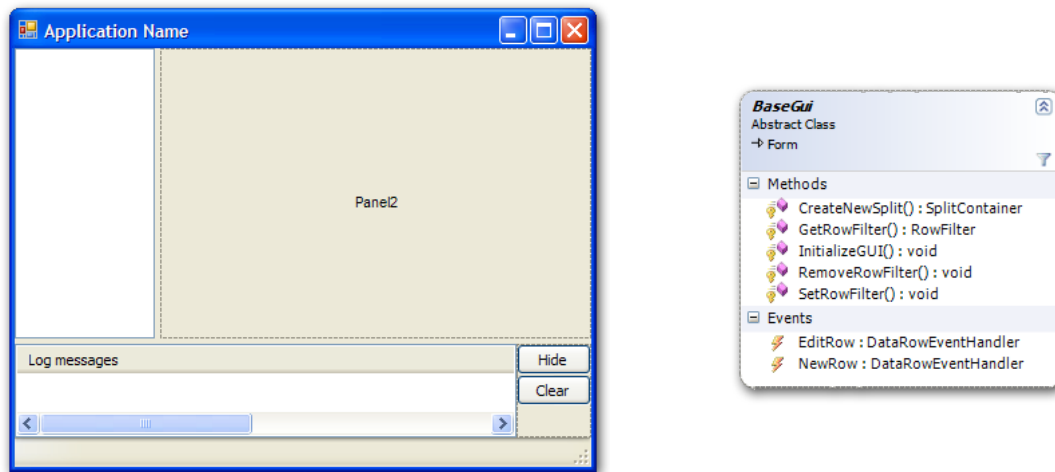 Application Name
Panel2
Log messages
Hide
Clear
BaseGui
Abstract Class
Form
Methods
CreateNewSplit() : SplitContainer
GetRowFilter() : RowFilter
InitializeGUI() : void
RemoveRowFilter() : void
SetRowFilter() : void
Events
EditRow : DataRowEventHandler
NewRow : DataRowEventHandler